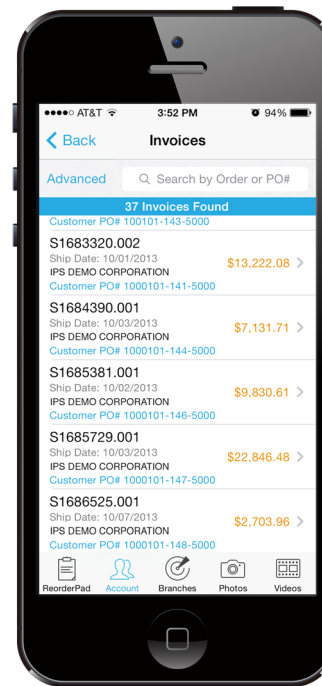 AT&T 3:52 PM 94%
Back Invoices
Advanced Search by Order or PO#
37 Invoices Found
Customer PO# 100101-143-5000
S1683320.002
Ship Date: 10/01/2013
$13,222.08
IPS DEMO CORPORATION
Customer PO# 1000101-141-5000
S1684390.001
Ship Date: 10/03/2013
$7,131.71
IPS DEMO CORPORATION
Customer PO# 1000101-144-5000
S1685381.001
Ship Date: 10/02/2013
$9,830.61
IPS DEMO CORPORATION
Customer PO# 1000101-146-5000
S1685729.001
Ship Date: 10/03/2013
$22,846.48
IPS DEMO CORPORATION
Customer PO# 1000101-147-5000
S1686525.001
Ship Date: 10/07/2013
$2,703.96
IPS DEMO CORPORATION
Customer PO# 1000101-148-5000
ReorderPad Account Branches Photos Videos